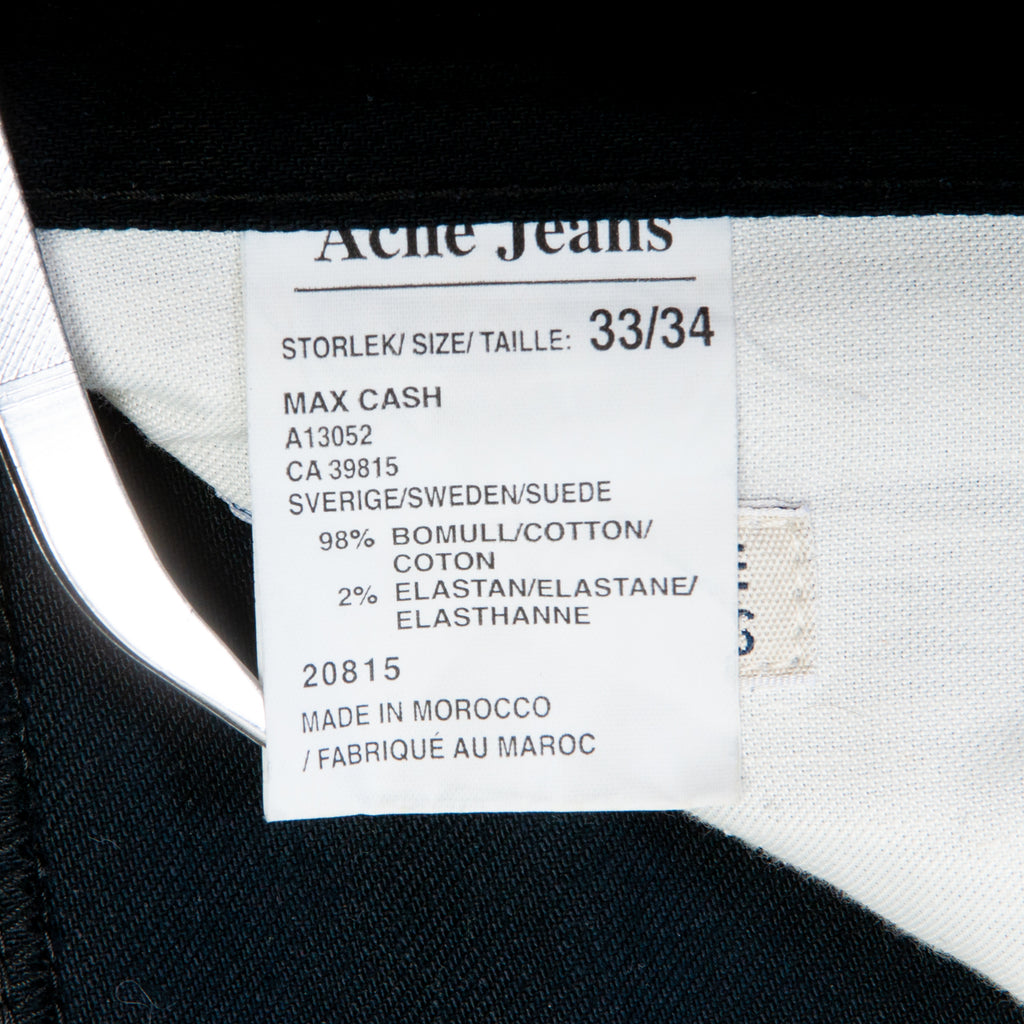 Acne Jeans
STORLEK/ SIZE/ TAILLE: 33/34
MAX CASH
A13052
CA 39815
SVERIGE/SWEDEN/SUEDE
98% BOMULL/COTTON/
COTON
2% ELASTAN/ELASTANE/
ELASTHANNE
20815
MADE IN MOROCCO
/ FABRIQUÉ AU MAROC